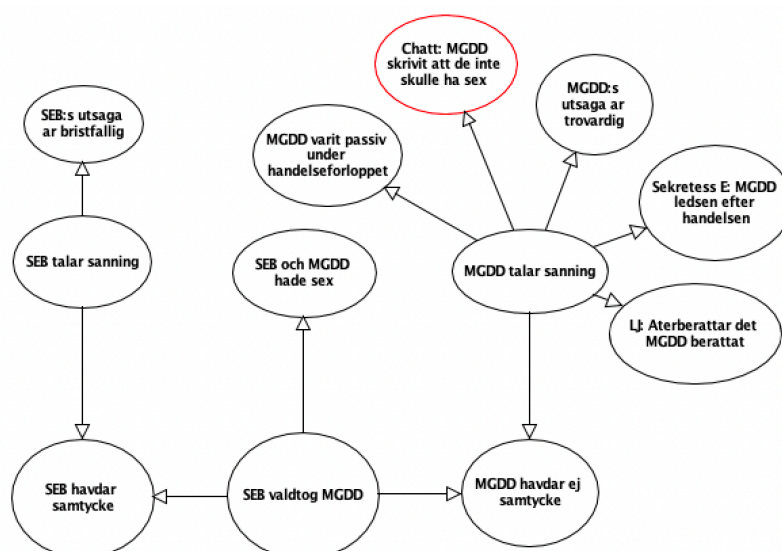 Chatt: MGDD
skrivit att de inte
skulle ha sex
MGDD:s
utsaga ar
trovardig
SEB:s utsaga
ar bristfallig
MGDD varit passiv
under
handelseforloppet
Sekretess E: MGDD
ledsen efter
handelsen
SEB talar sanning
SEB och MGDD
hade sex
MGDD talar sanning
LJ: Aterberattar det
MGDD berattat
SEB havdar
samtycke
SEB valdtog MGDD
MGDD havdar ej
samtycke